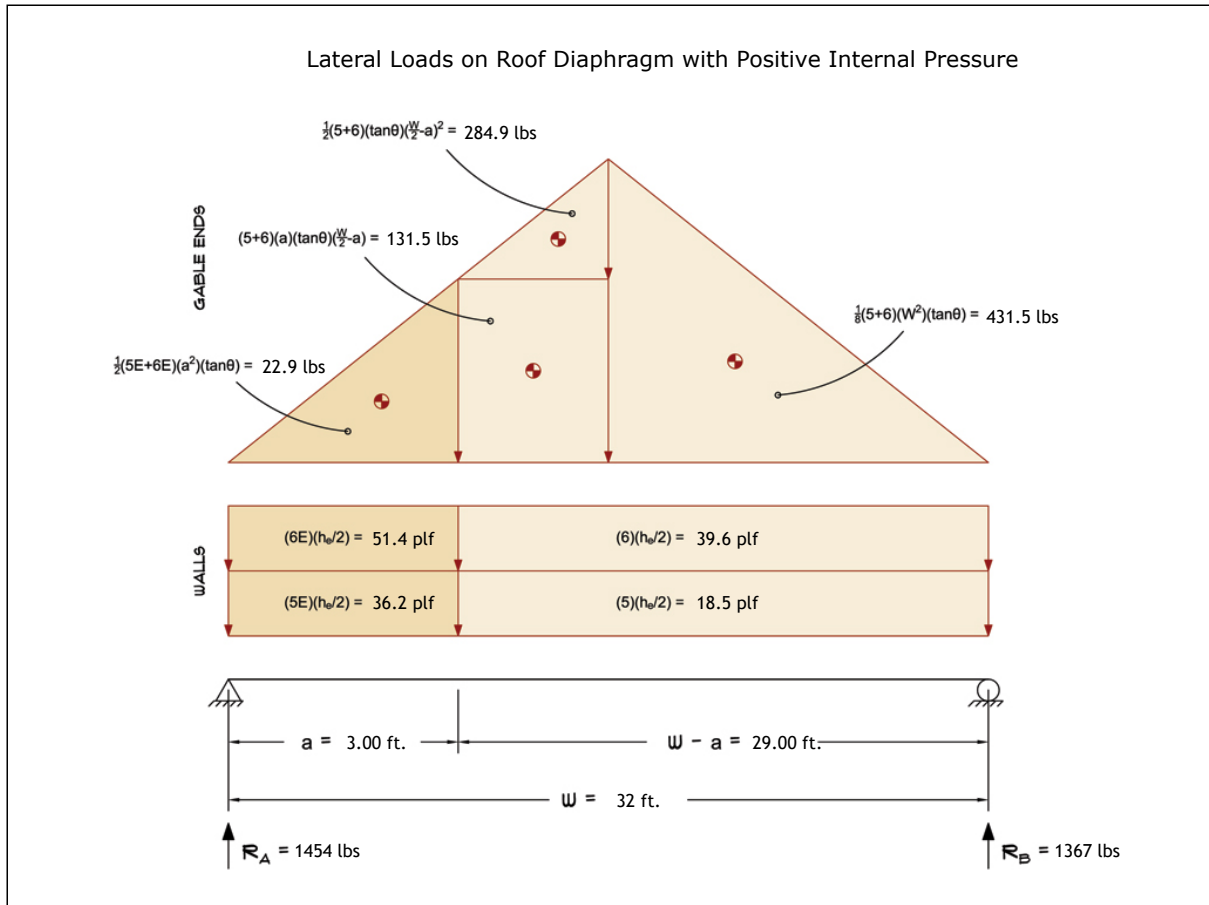 Lateral Loads on Roof Diaphragm with Positive Internal Pressure
½(5+6)(tanθ)(W/2-a)² = 284.9 lbs
GABLE ENDS
(5+6)(a)(tanθ)(W/2-a) = 131.5 lbs
⅛(5+6)(W²)(tanθ) = 431.5 lbs
½(5E+6E)(a²)(tanθ) = 22.9 lbs
WALLS
(6E)(hₑ/2) = 51.4 plf
(6)(hₑ/2) = 39.6 plf
(5E)(hₑ/2) = 36.2 plf
(5)(hₑ/2) = 18.5 plf
a = 3.00 ft.
W - a = 29.00 ft.
W = 32 ft.
R_A = 1454 lbs
R_B = 1367 lbs